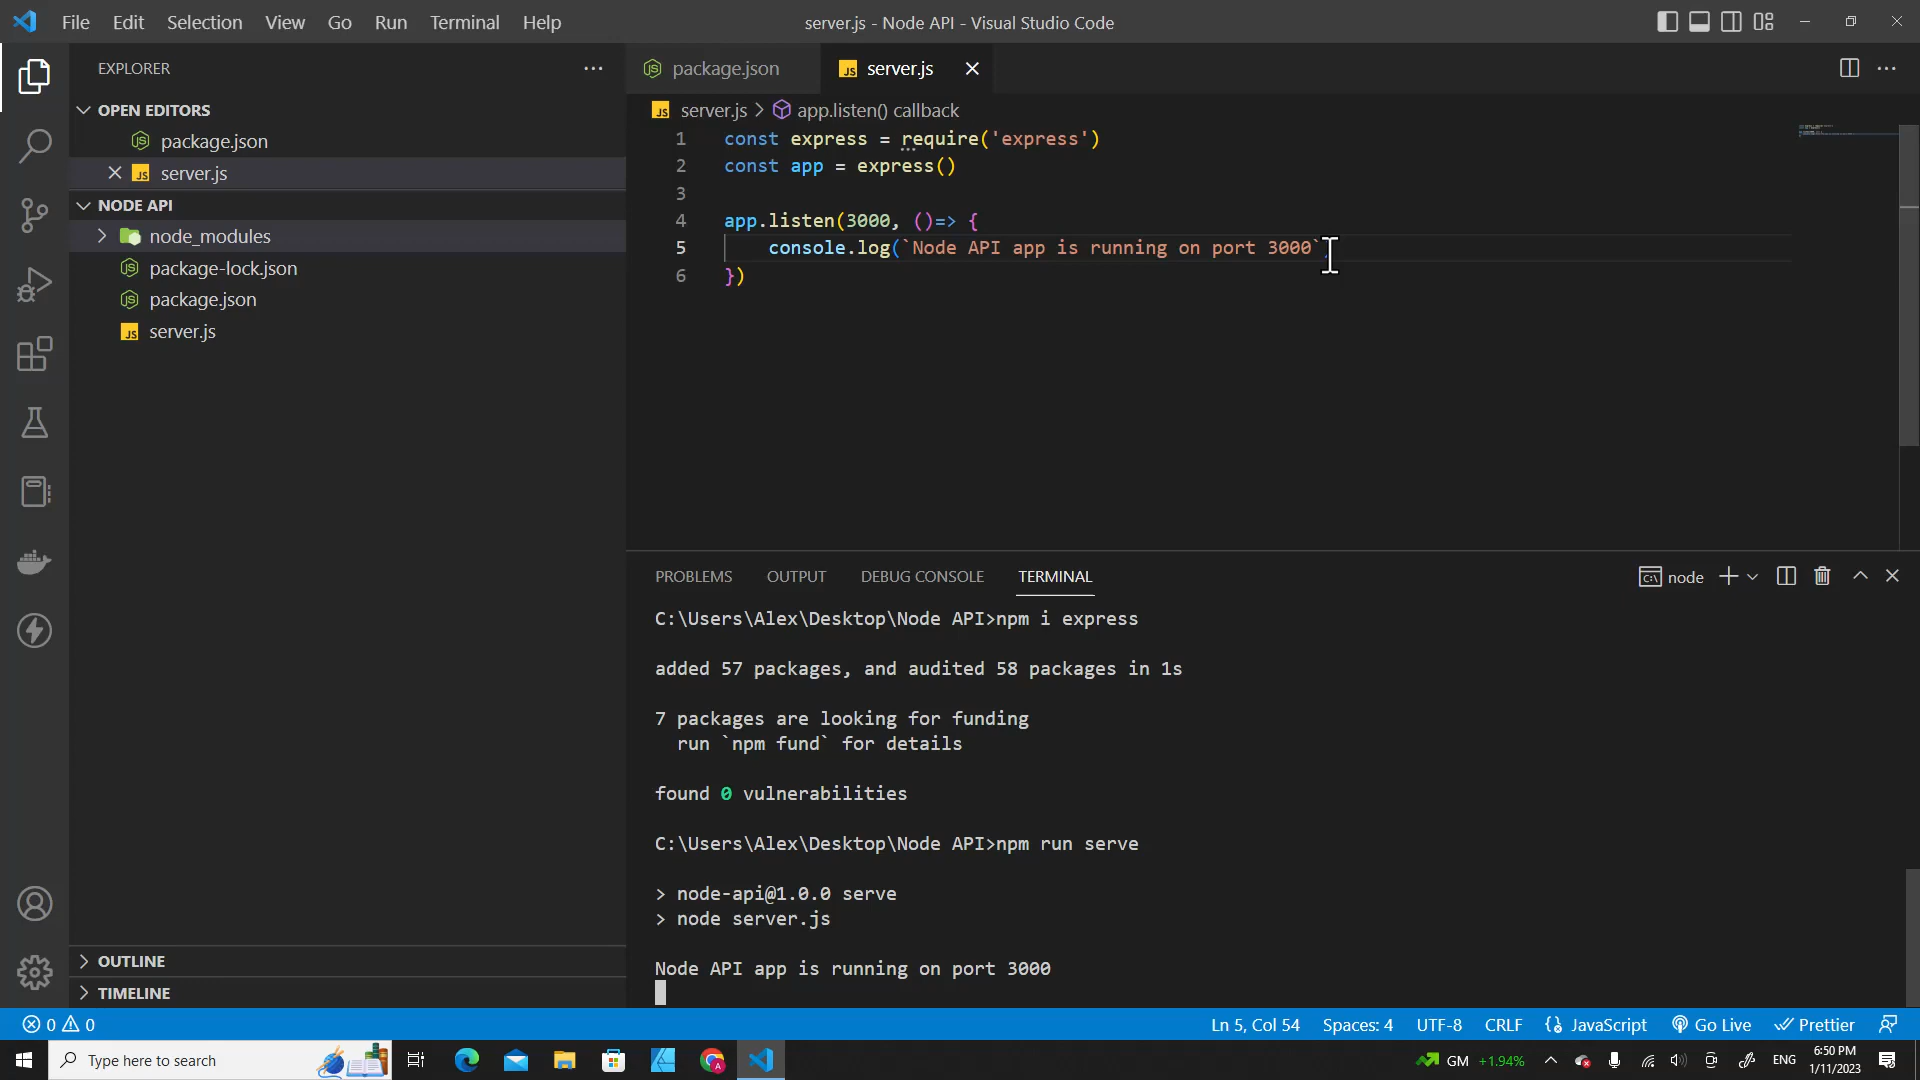 File Edit Selection View Go Run Terminal Help
server.js - Node API - Visual Studio Code
EXPLORER
OPEN EDITORS
package.json
server.js
NODE API
node_modules
package-lock.json
package.json
server.js
OUTLINE
TIMELINE
package.json
server.js
server.js > app.listen() callback
1 const express = require('express')
2 const app = express()
3
4 app.listen(3000, ()=> {
5 console.log(`Node API app is running on port 3000`
6 })
PROBLEMS OUTPUT DEBUG CONSOLE TERMINAL
node
C:\Users\Alex\Desktop\Node API>npm i express
added 57 packages, and audited 58 packages in 1s
7 packages are looking for funding
run `npm fund` for details
found 0 vulnerabilities
C:\Users\Alex\Desktop\Node API>npm run serve
> node-api@1.0.0 serve
> node server.js
Node API app is running on port 3000
0 0
Ln 5, Col 54 Spaces: 4 UTF-8 CRLF JavaScript Go Live Prettier
Type here to search
GM +1.94%
ENG
6:50 PM
1/11/2023